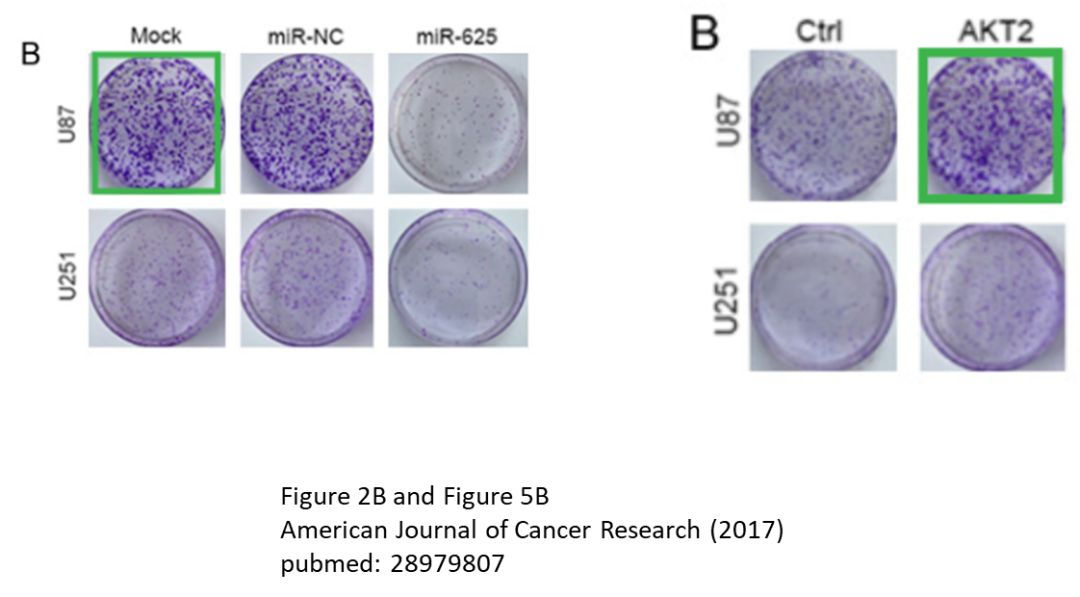 B
Mock miR-NC miR-625
U87
U251
B
Ctrl AKT2
U87
U251
Figure 2B and Figure 5B
American Journal of Cancer Research (2017)
pubmed: 28979807